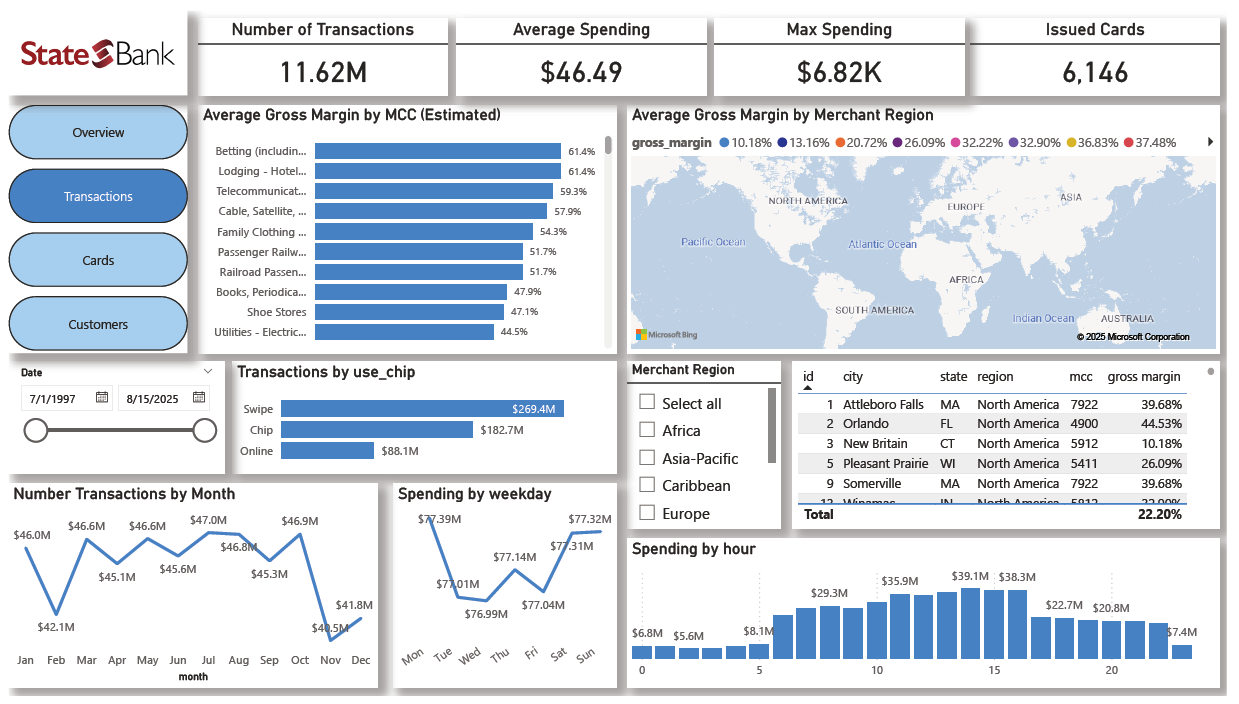 StateBank
Number of Transactions
11.62M
Average Spending
$46.49
Max Spending
$6.82K
Issued Cards
6,146
Overview
Transactions
Cards
Customers
Average Gross Margin by MCC (Estimated)
Betting (includin... 61.4%
Lodging - Hotel... 61.4%
Telecommunicat... 59.3%
Cable, Satellite, ... 57.9%
Family Clothing ... 54.3%
Passenger Railw... 51.7%
Railroad Passen... 51.7%
Books, Periodica... 47.9%
Shoe Stores 47.1%
Utilities - Electric... 44.5%
Average Gross Margin by Merchant Region
gross_margin 10.18% 13.16% 20.72% 26.09% 32.22% 32.90% 36.83% 37.48%
NORTH AMERICA
EUROPE
ASIA
Pacific Ocean
Atlantic Ocean
AFRICA
SOUTH AMERICA
Indian Ocean
AUSTRALIA
Microsoft Bing
© 2025 Microsoft Corporation
Date
7/1/1997 8/15/2025
Transactions by use_chip
Swipe $269.4M
Chip $182.7M
Online $88.1M
Merchant Region
Select all
Africa
Asia-Pacific
Caribbean
Europe
id city state region mcc gross margin
1 Attleboro Falls MA North America 7922 39.68%
2 Orlando FL North America 4900 44.53%
3 New Britain CT North America 5912 10.18%
5 Pleasant Prairie WI North America 5411 26.09%
9 Somerville MA North America 7922 39.68%
12 Winamac IN North America 5813 32.90%
Total 22.20%
Number Transactions by Month
$46.0M
$42.1M
$46.6M
$45.1M
$46.6M
$45.6M
$47.0M
$46.8M
$45.3M
$46.9M
$40.5M
$41.8M
Jan Feb Mar Apr May Jun Jul Aug Sep Oct Nov Dec
month
Spending by weekday
$77.39M
$77.01M
$76.99M
$77.14M
$77.04M
$77.31M
$77.32M
Mon Tue Wed Thu Fri Sat Sun
Spending by hour
$6.8M
$5.6M
$8.1M
$29.3M
$35.9M
$39.1M
$38.3M
$22.7M
$20.8M
$7.4M
0 5 10 15 20